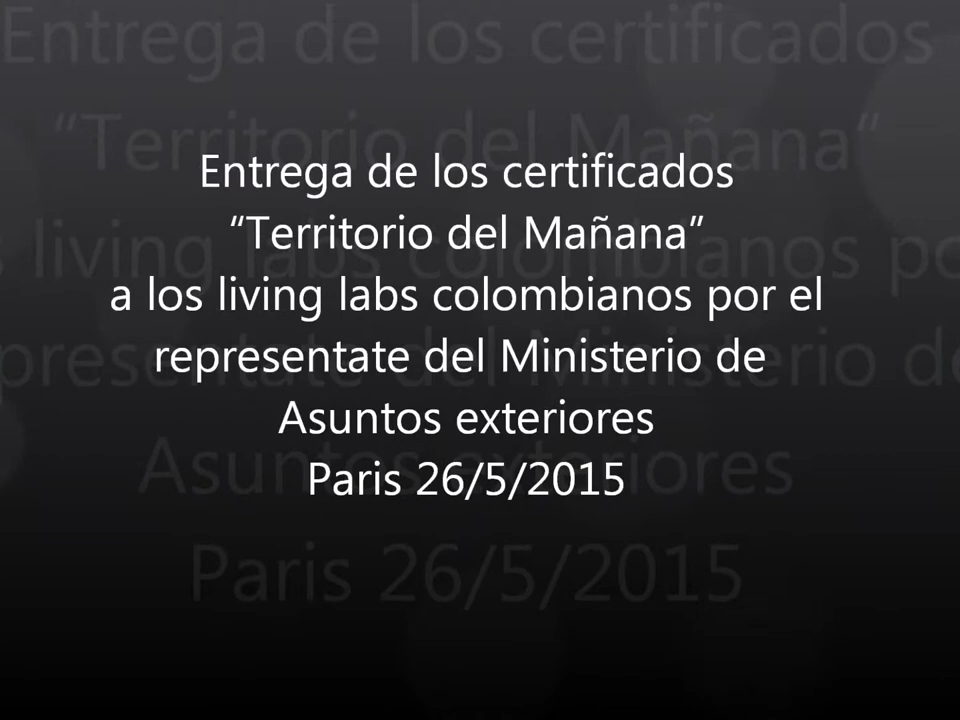 Entrega de los certificados
“Territorio del Mañana”
a los living labs colombianos por el
representate del Ministerio de
Asuntos exteriores
Paris 26/5/2015